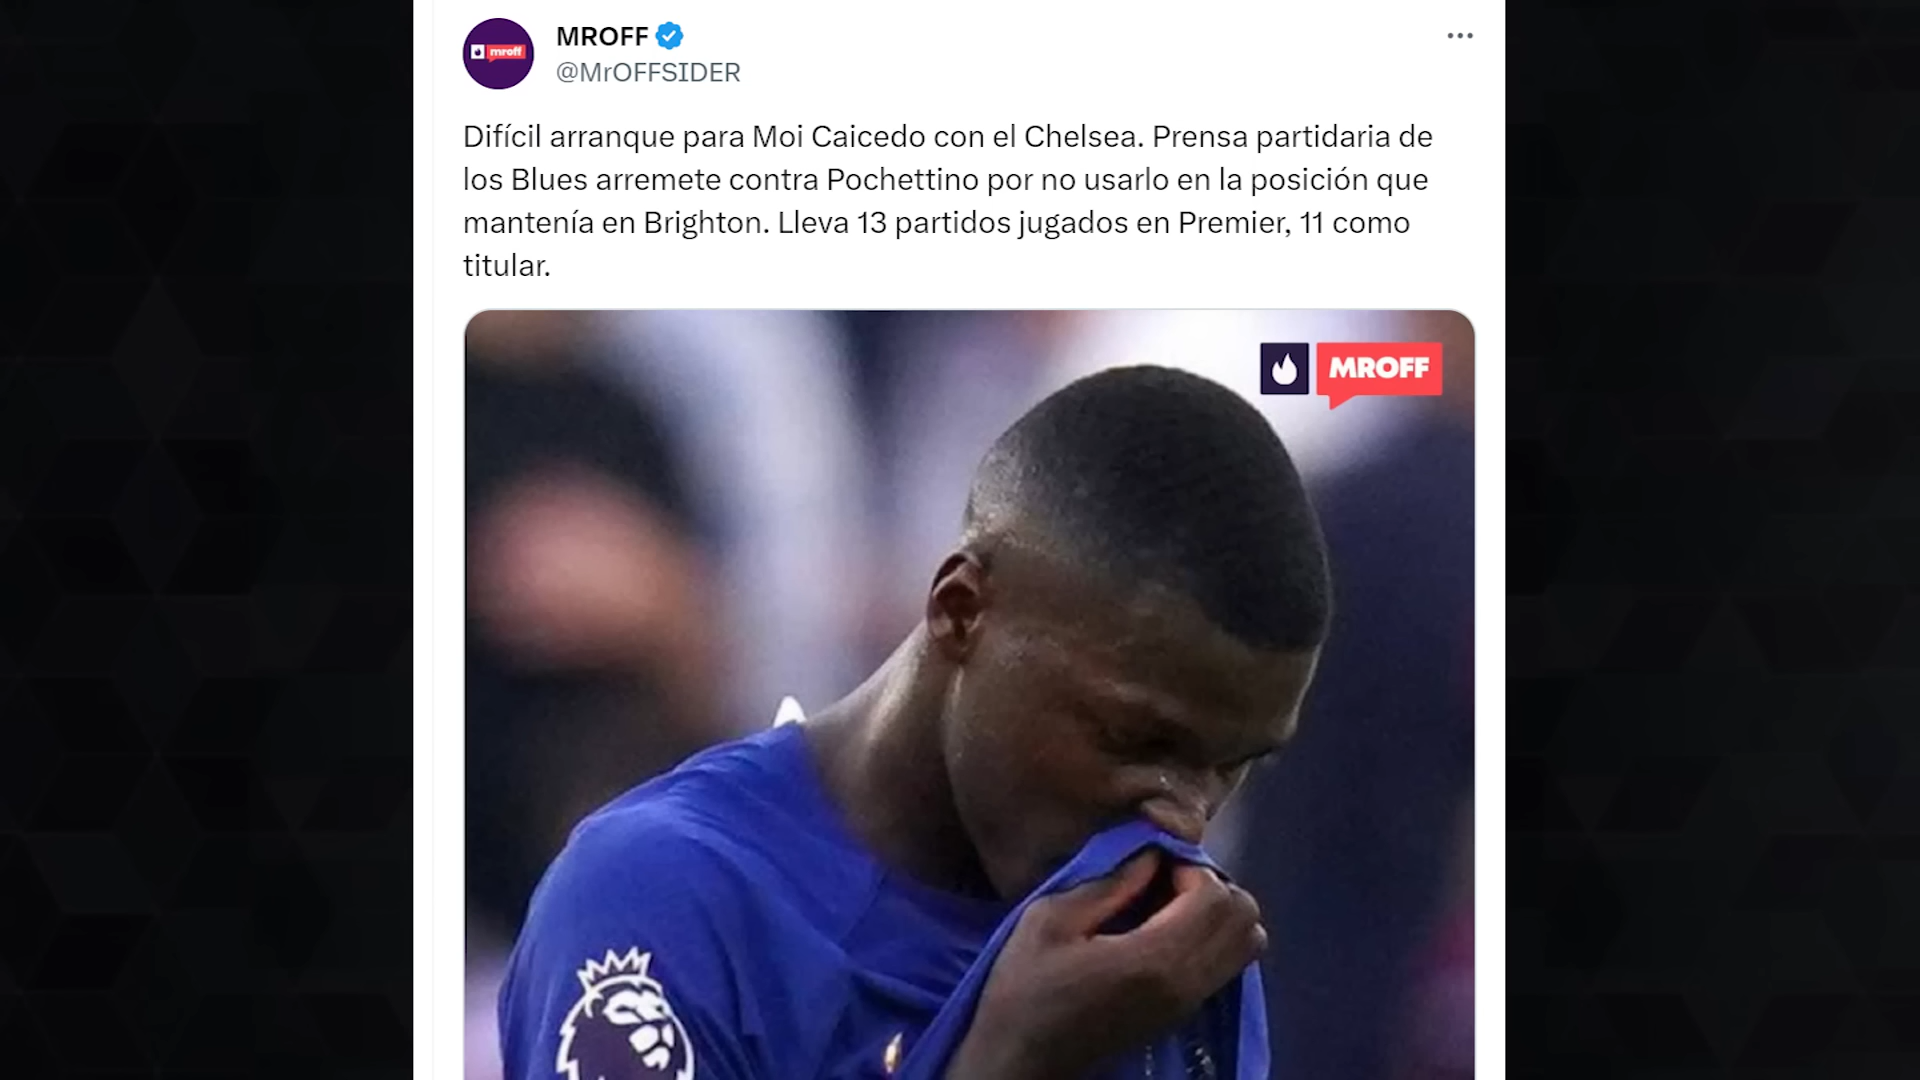 mroff
MROFF
@MrOFFSIDER
Difícil arranque para Moi Caicedo con el Chelsea. Prensa partidaria de
los Blues arremete contra Pochettino por no usarlo en la posición que
mantenía en Brighton. Lleva 13 partidos jugados en Premier, 11 como
titular.
MROFF